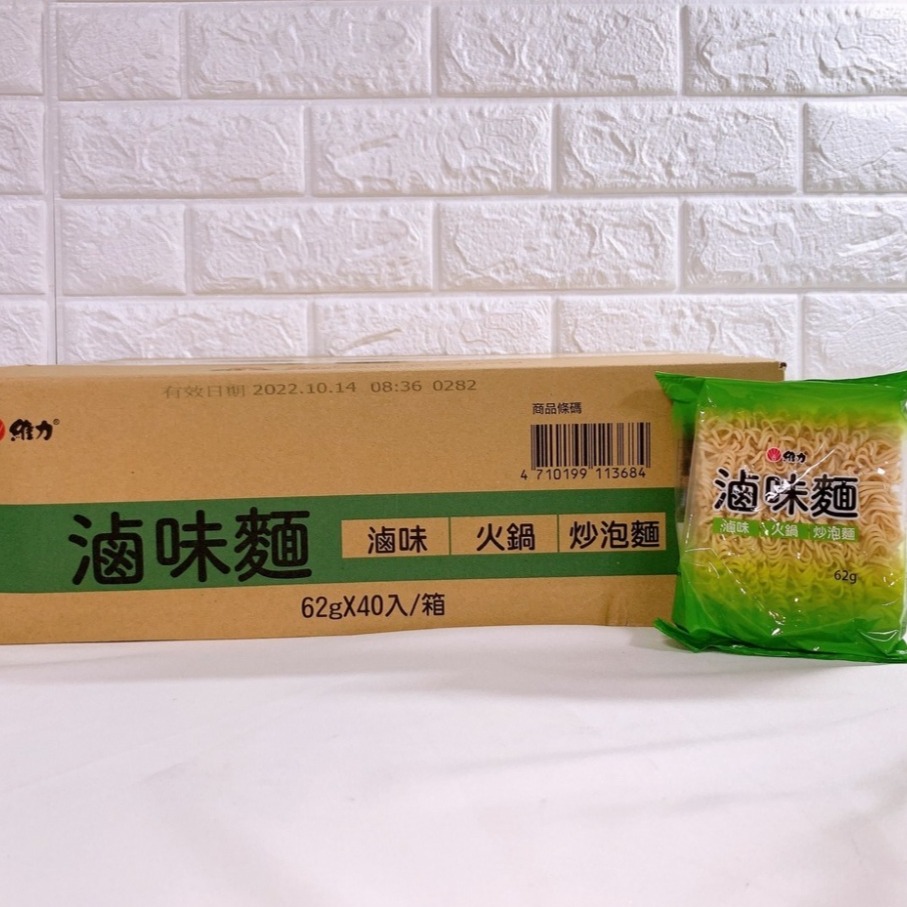 有效日期 2022.10.14 08:36 0282
維力®
商品條碼
4 710199 113684
滷味麵
滷味 火鍋 炒泡麵
62gX40入/箱
維力
滷味麵
滷味 火鍋 炒泡麵
62g